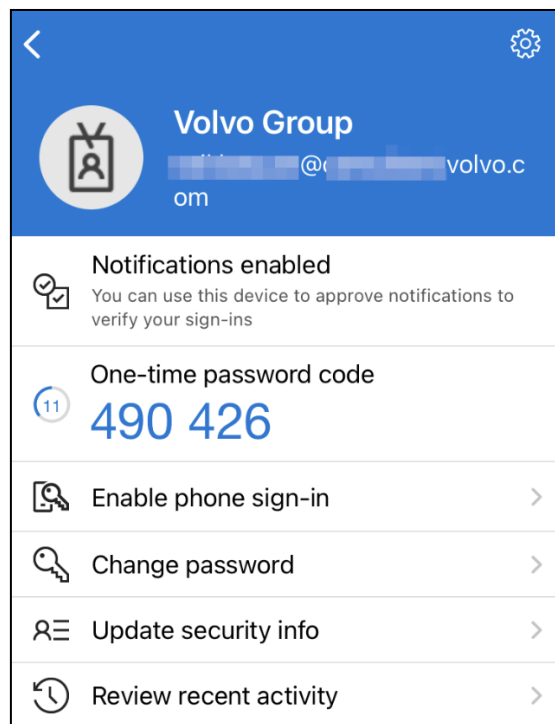 Volvo Group
@ volvo.c
om
Notifications enabled
You can use this device to approve notifications to
verify your sign-ins
One-time password code
11
490 426
Enable phone sign-in
Change password
Update security info
Review recent activity